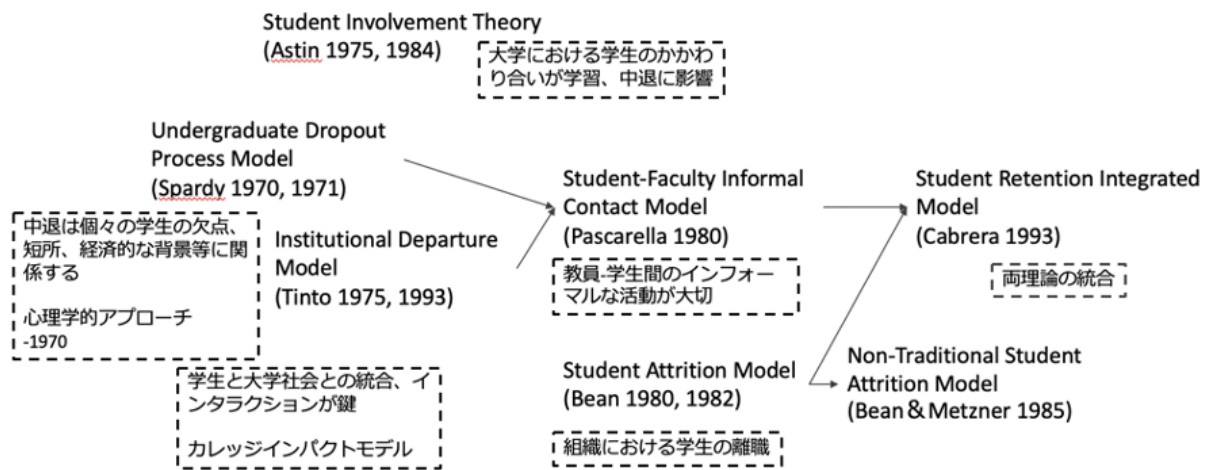 Student Involvement Theory
(Astin 1975, 1984)
大学における学生のかかわ
り合いが学習、中退に影響
Undergraduate Dropout
Process Model
(Spardy 1970, 1971)
中退は個々の学生の欠点、
短所、経済的な背景等に関
係する
心理学的アプローチ
-1970
Institutional Departure
Model
(Tinto 1975, 1993)
学生と大学社会との統合、イ
ンタラクションが鍵
カレッジインパクトモデル
Student-Faculty Informal
Contact Model
(Pascarella 1980)
教員-学生間のインフォー
マルな活動が大切
Student Attrition Model
(Bean 1980, 1982)
組織における学生の離職
Student Retention Integrated
Model
(Cabrera 1993)
両理論の統合
Non-Traditional Student
Attrition Model
(Bean＆Metzner 1985)